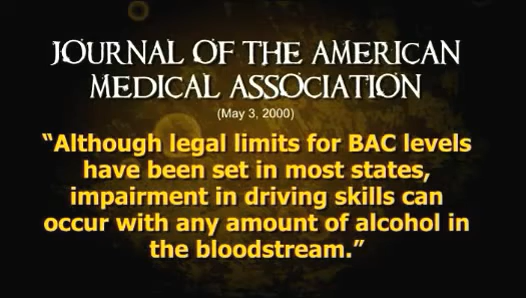 JOURNAL OF THE AMERICAN
MEDICAL ASSOCIATION
(May 3, 2000)
“Although legal limits for BAC levels
have been set in most states,
impairment in driving skills can
occur with any amount of alcohol in
the bloodstream.”